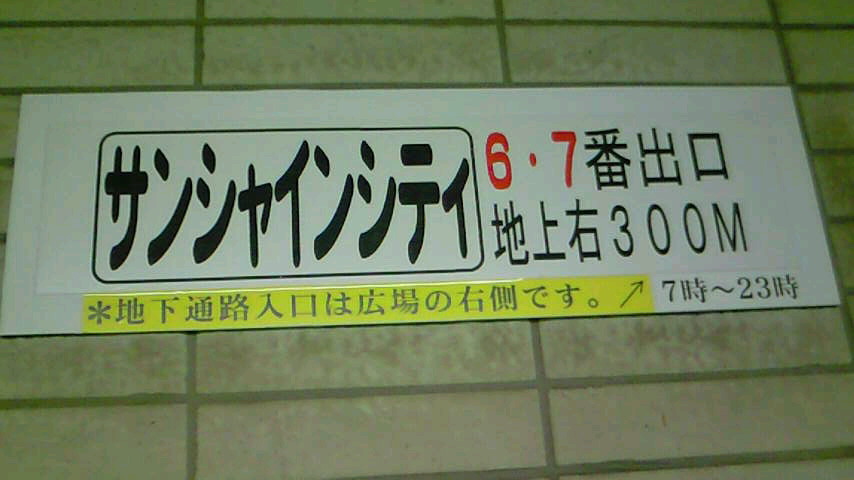 サンシャインシティ
6・7番出口
地上右300M
＊地下通路入口は広場の右側です。↗
7時～23時